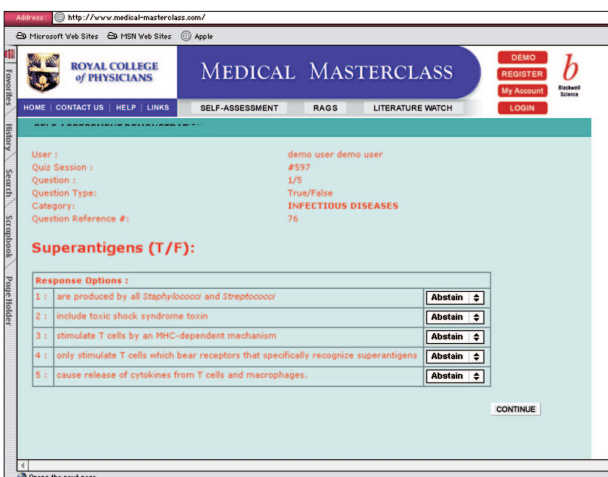 Address: @ http://www.medical-masterclass.com/
Microsoft Web Sites MSN Web Sites @ Apple
Favorites
History
Search
Scrapbook
Page Holder
ROYAL COLLEGE
of PHYSICIANS
MEDICAL MASTERCLASS
DEMO
REGISTER
My Account
LOGIN
b
Blackwell
Science
HOME | CONTACT US | HELP | LINKS
SELF-ASSESSMENT RAGS LITERATURE WATCH
SELF-ASSESSMENT DEMONSTRATION
User : demo user demo user
Quiz Session : #597
Question : 1/5
Question Type: True/False
Category: INFECTIOUS DISEASES
Question Reference #: 76
Superantigens (T/F):
Response Options :
1 : are produced by all Staphylococci and Streptococci Abstain
2 : include toxic shock syndrome toxin Abstain
3 : stimulate T cells by an MHC-dependent mechanism Abstain
4 : only stimulate T cells which bear receptors that specifically recognize superantigens Abstain
5 : cause release of cytokines from T cells and macrophages. Abstain
CONTINUE